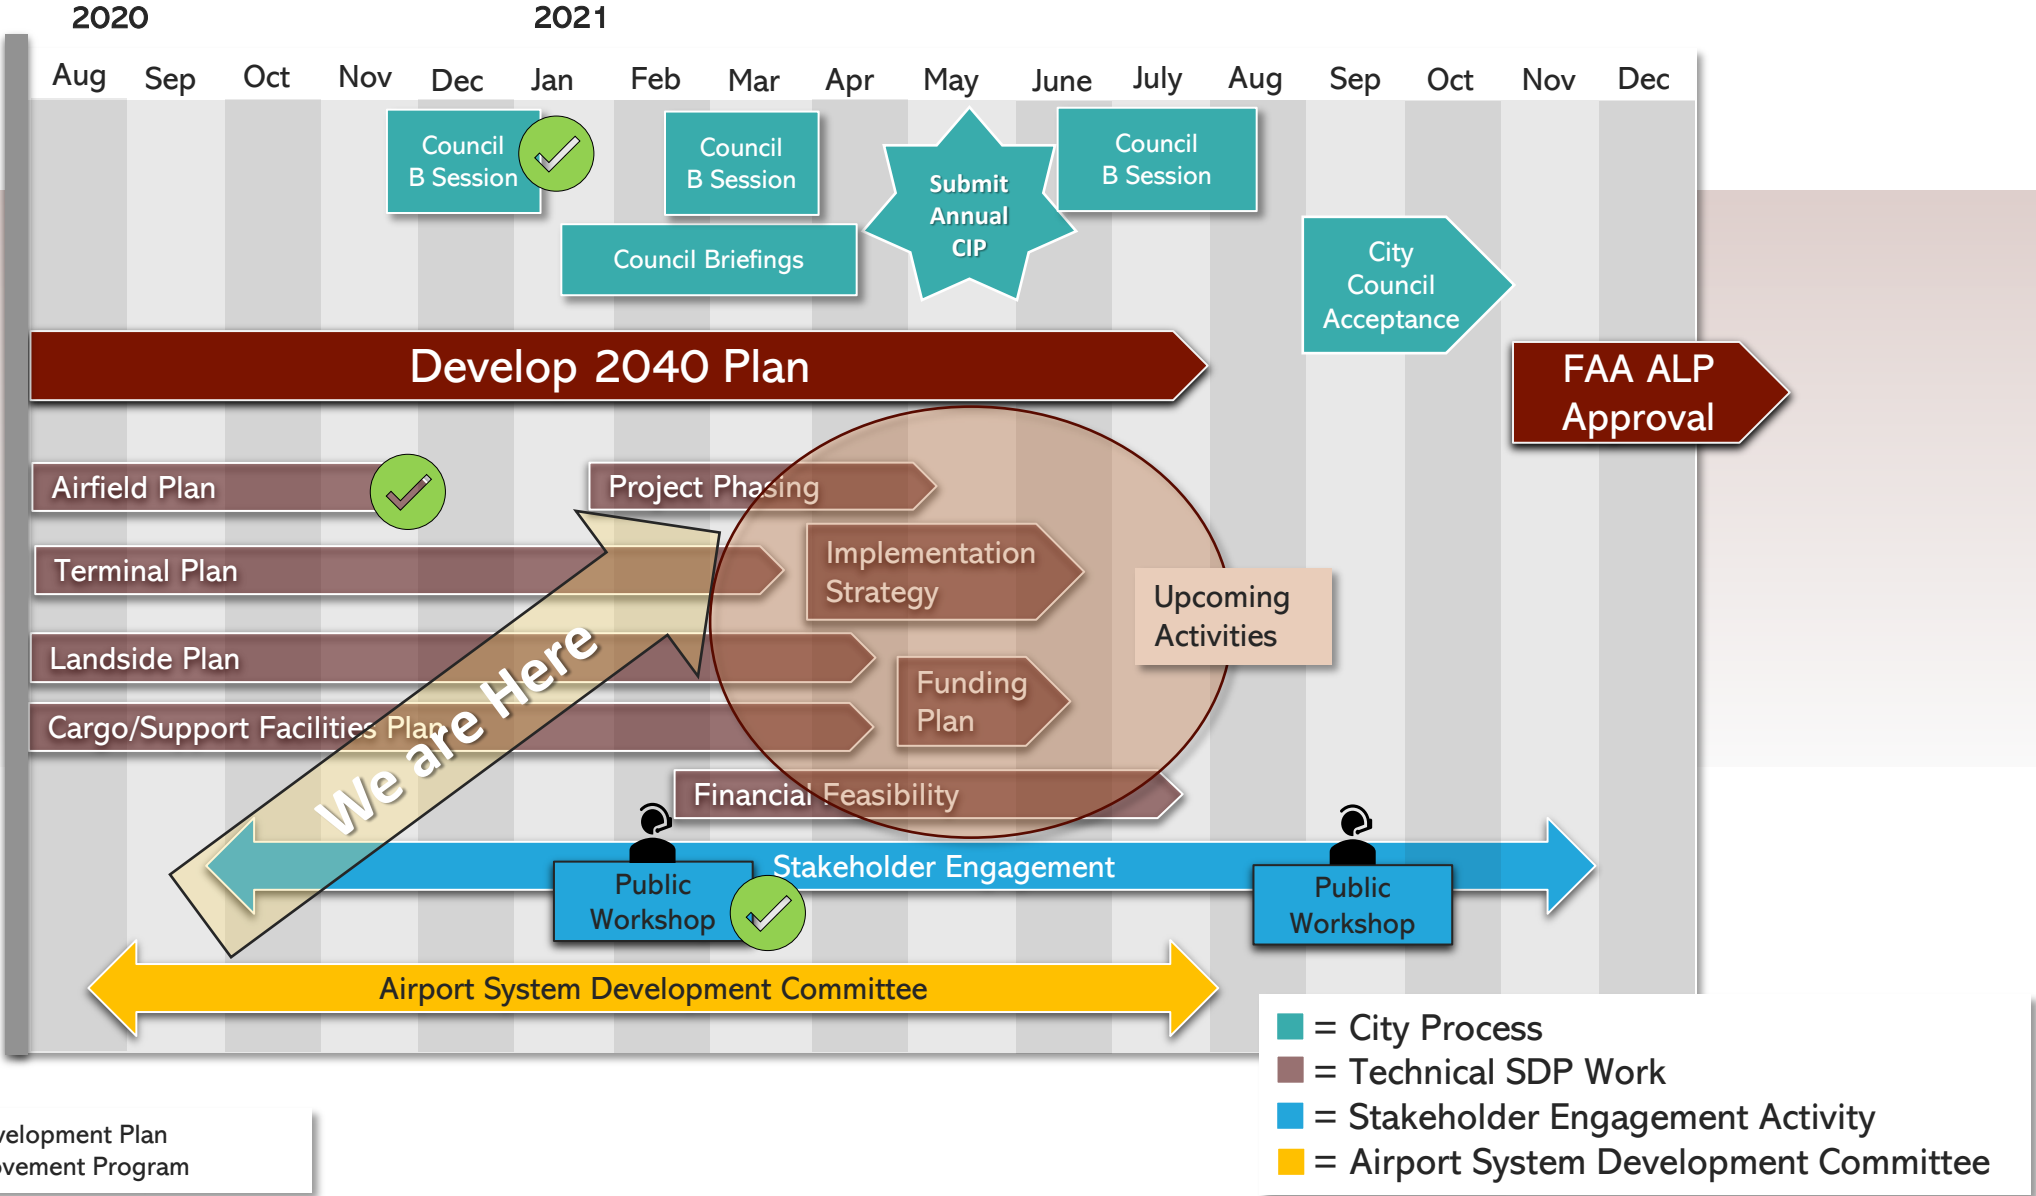 2020 2021
Aug Sep Oct Nov Dec Jan Feb Mar Apr May June July Aug Sep Oct Nov Dec
Council
B Session
Council
B Session
Council
B Session
Council Briefings
Submit
Annual
CIP
City
Council
Acceptance
Develop 2040 Plan
FAA ALP
Approval
Airfield Plan
Project Phasing
Terminal Plan
Implementation
Strategy
Upcoming
Activities
Landside Plan
Funding
Plan
Cargo/Support Facilities Plan
We are Here
Financial Feasibility
Stakeholder Engagement
Public
Workshop
Public
Workshop
Airport System Development Committee
= City Process
= Technical SDP Work
= Stakeholder Engagement Activity
= Airport System Development Committee
velopment Plan
ovement Program